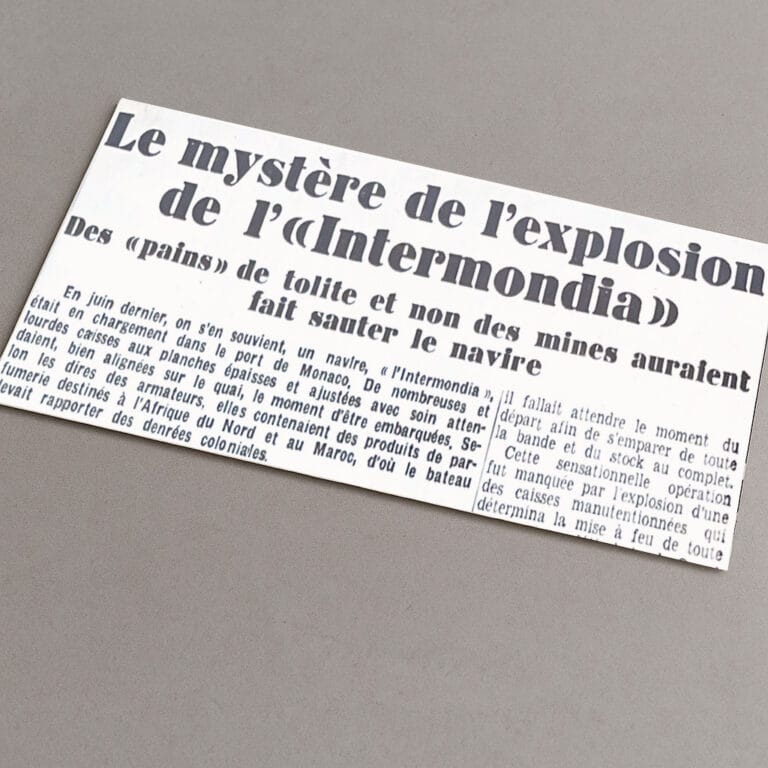 Le mystère de l'explosion
de l'«Intermondia»
Des «pains» de tolite et non des mines auraient
fait sauter le navire
En juin dernier, on s'en souvient, un navire, « l'Intermondia »,
était en chargement dans le port de Monaco. De nombreuses et
lourdes caisses aux planches épaisses et ajustées avec soin atten-
daient, bien alignées sur le quai, le moment d'être embarquées. Se-
lon les dires des armateurs, elles contenaient des produits de par-
fumerie destinés à l'Afrique du Nord et au Maroc, d'où le bateau
devait rapporter des denrées coloniales.
il fallait attendre le moment du
départ afin de s'emparer de toute
la bande et du stock au complet.
Cette sensationnelle opération
fut manquée par l'explosion d'une
des caisses manutentionnées qui
détermina la mise à feu de toute